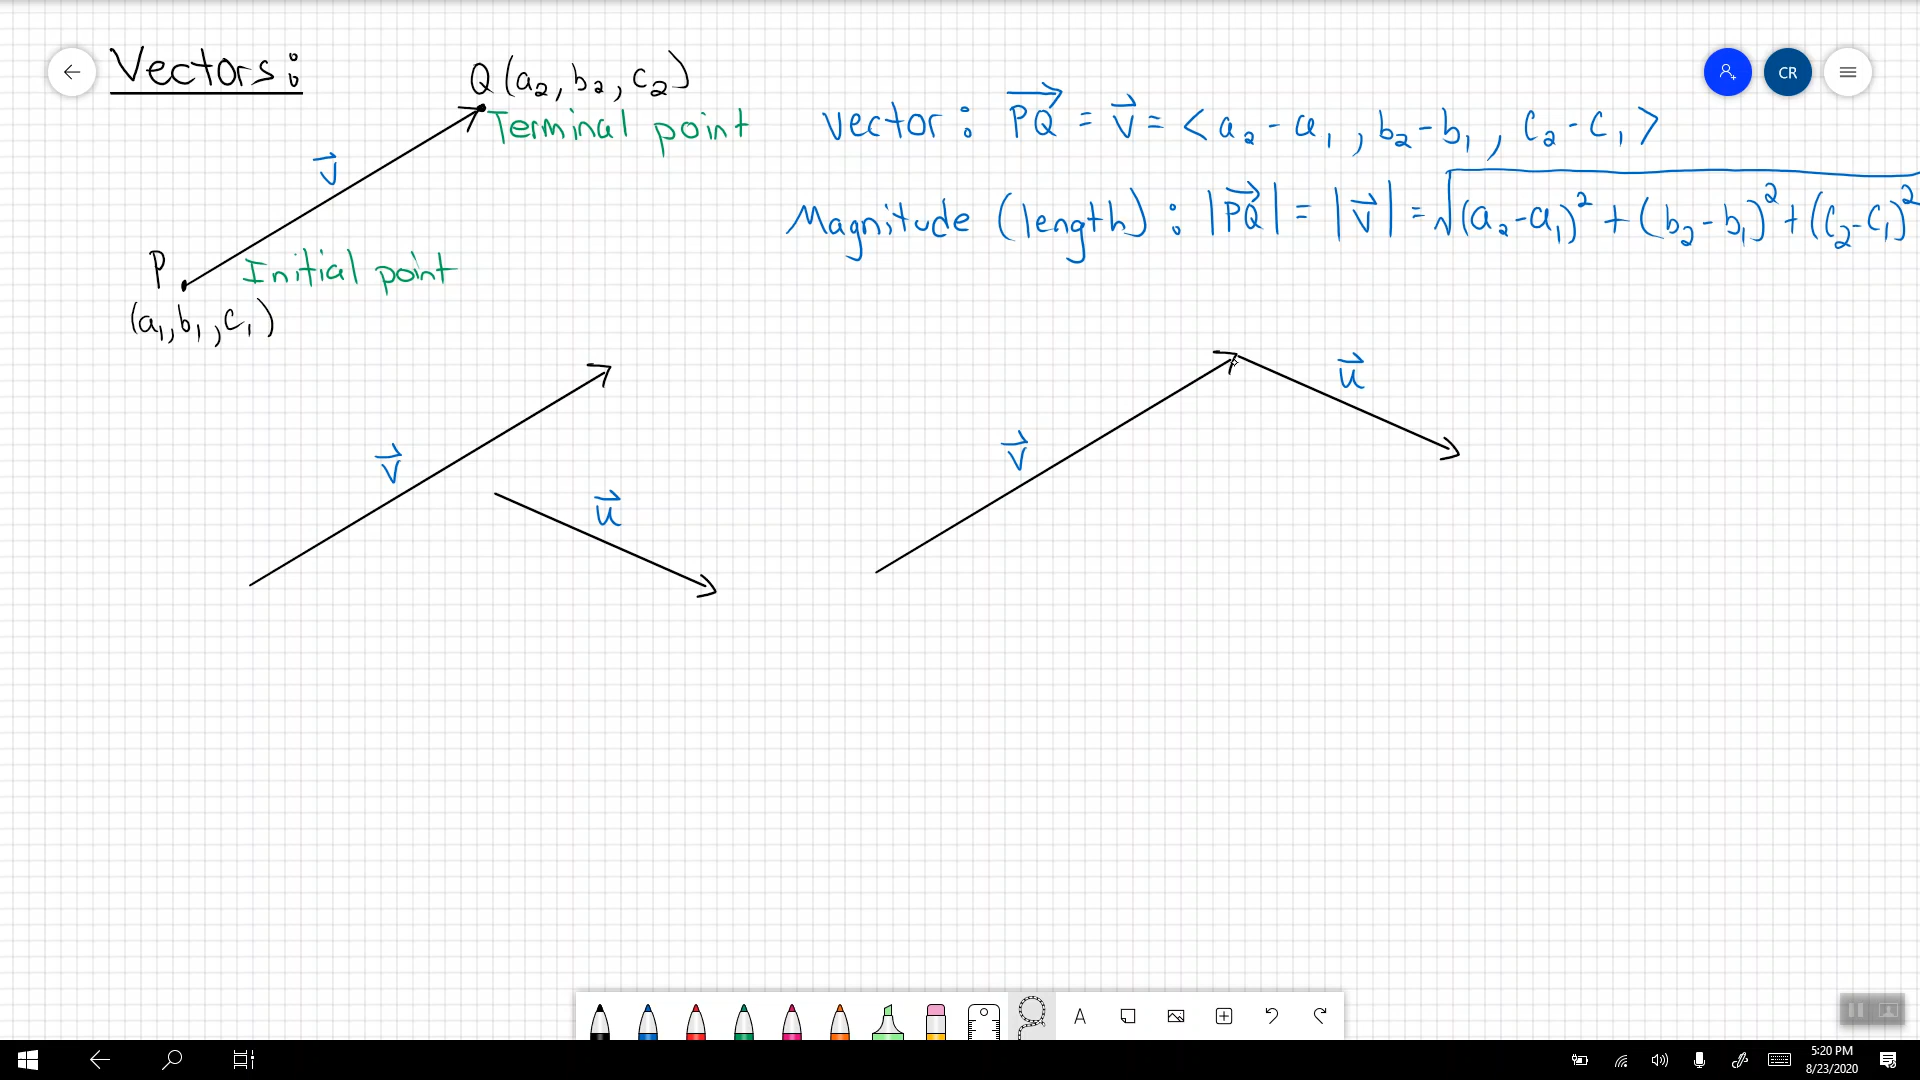 Vectors:
Q (a₂, b₂, c₂)
Terminal point
v⃗
P
Initial point
(a₁, b₁, c₁)
vector: PQ⃗ = v⃗ = <a₂-a₁, b₂-b₁, c₂-c₁>
Magnitude (length): |PQ⃗| = |v⃗| = √(a₂-a₁)² + (b₂-b₁)² + (c₂-c₁)²
v⃗
u⃗
v⃗
u⃗
CR
A
5:20 PM
8/23/2020